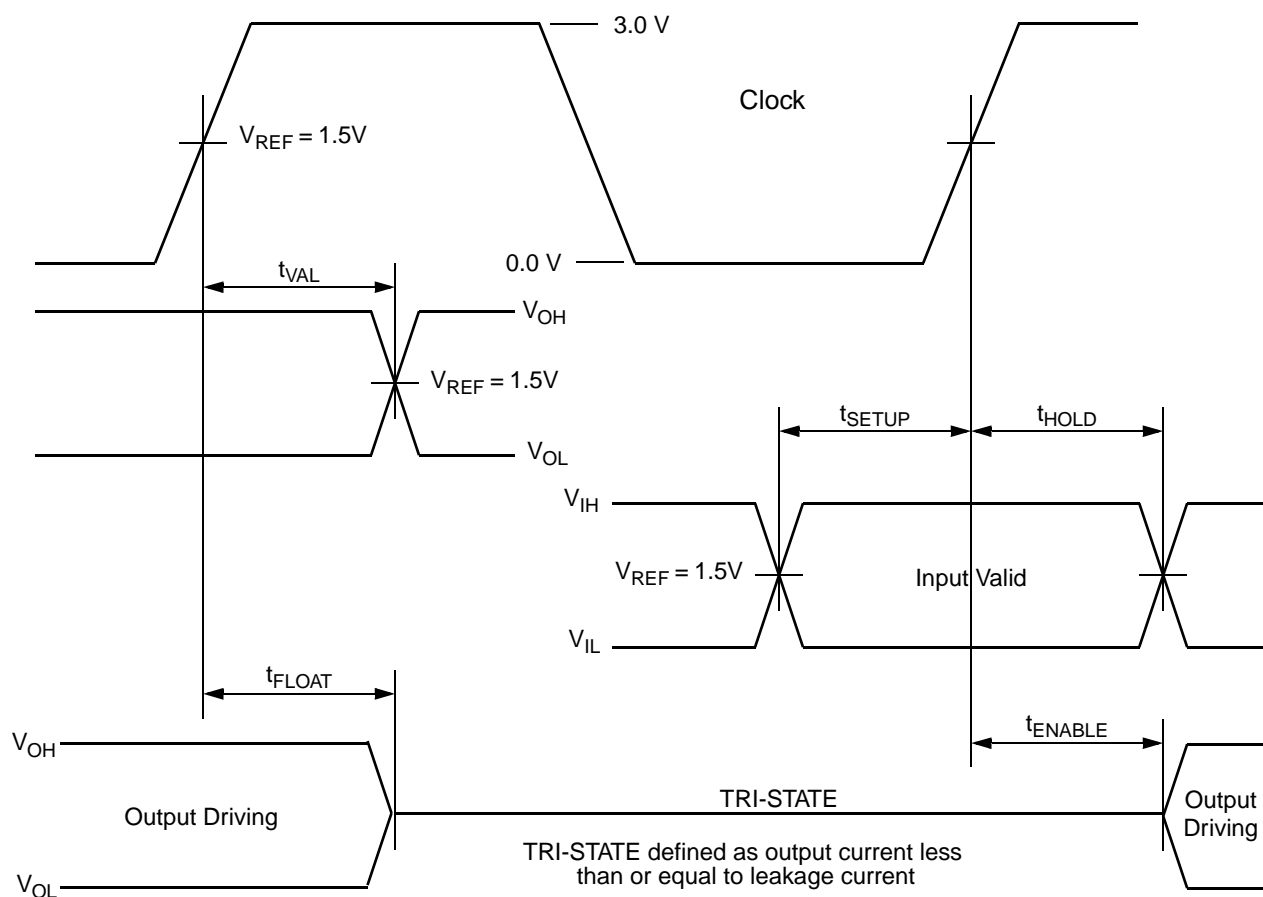 3.0 V
Clock
VREF = 1.5V
0.0 V
tVAL
VOH
VREF = 1.5V
VOL
tSETUP
tHOLD
VIH
VREF = 1.5V
Input Valid
VIL
tFLOAT
tENABLE
VOH
TRI-STATE
Output Driving
Output
Driving
TRI-STATE defined as output current less
than or equal to leakage current
VOL